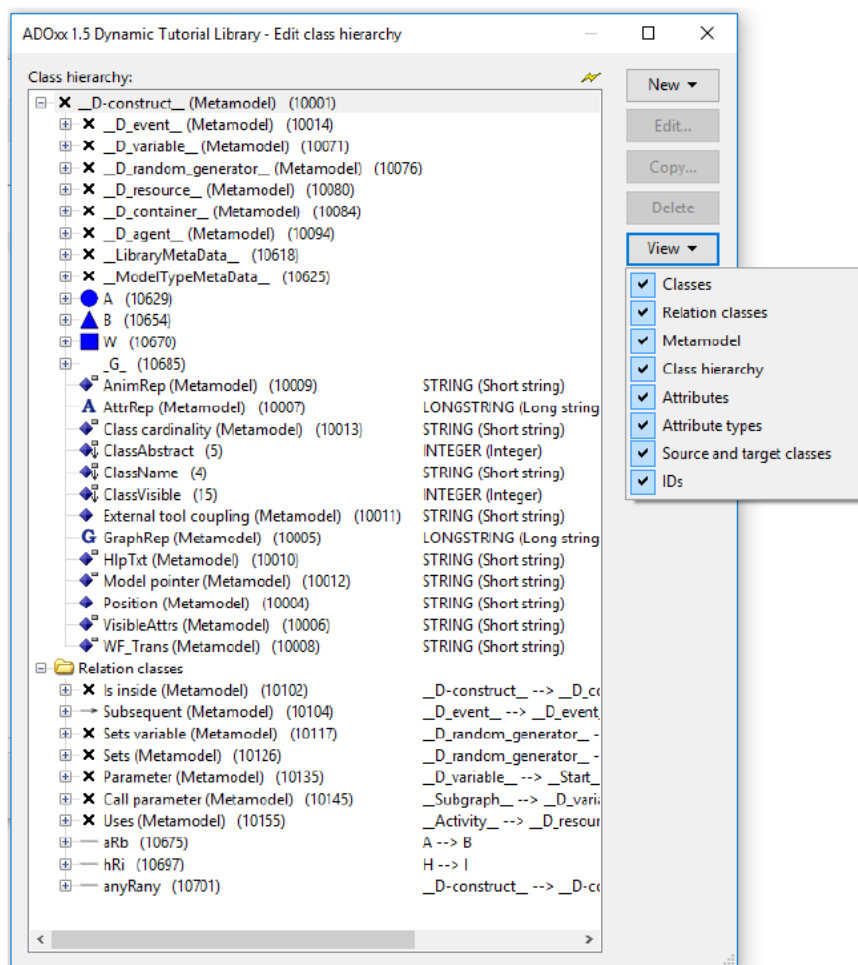 ADOxx 1.5 Dynamic Tutorial Library - Edit class hierarchy
Class hierarchy:
__D-construct__ (Metamodel) (10001)
__D_event__ (Metamodel) (10014)
__D_variable__ (Metamodel) (10071)
__D_random_generator__ (Metamodel) (10076)
__D_resource__ (Metamodel) (10080)
__D_container__ (Metamodel) (10084)
__D_agent__ (Metamodel) (10094)
__LibraryMetaData__ (10618)
__ModelTypeMetaData__ (10625)
A (10629)
B (10654)
W (10670)
_G_ (10685)
AnimRep (Metamodel) (10009) STRING (Short string)
A AttrRep (Metamodel) (10007) LONGSTRING (Long string
Class cardinality (Metamodel) (10013) STRING (Short string)
ClassAbstract (5) INTEGER (Integer)
ClassName (4) STRING (Short string)
ClassVisible (15) INTEGER (Integer)
External tool coupling (Metamodel) (10011) STRING (Short string)
G GraphRep (Metamodel) (10005) LONGSTRING (Long string
HlpTxt (Metamodel) (10010) STRING (Short string)
Model pointer (Metamodel) (10012) STRING (Short string)
Position (Metamodel) (10004) STRING (Short string)
VisibleAttrs (Metamodel) (10006) STRING (Short string)
WF_Trans (Metamodel) (10008) STRING (Short string)
Relation classes
Is inside (Metamodel) (10102) __D-construct__ --> __D_co
Subsequent (Metamodel) (10104) __D_event__ --> __D_event_
Sets variable (Metamodel) (10117) __D_random_generator__ -
Sets (Metamodel) (10126) __D_random_generator__ -
Parameter (Metamodel) (10135) __D_variable__ --> __Start_
Call parameter (Metamodel) (10145) __Subgraph__ --> __D_varia
Uses (Metamodel) (10155) __Activity__ --> __D_resour
aRb (10675) A --> B
hRi (10697) H --> I
anyRany (10701) __D-construct__ --> __D-co
New
Edit...
Copy...
Delete
View
Classes
Relation classes
Metamodel
Class hierarchy
Attributes
Attribute types
Source and target classes
IDs